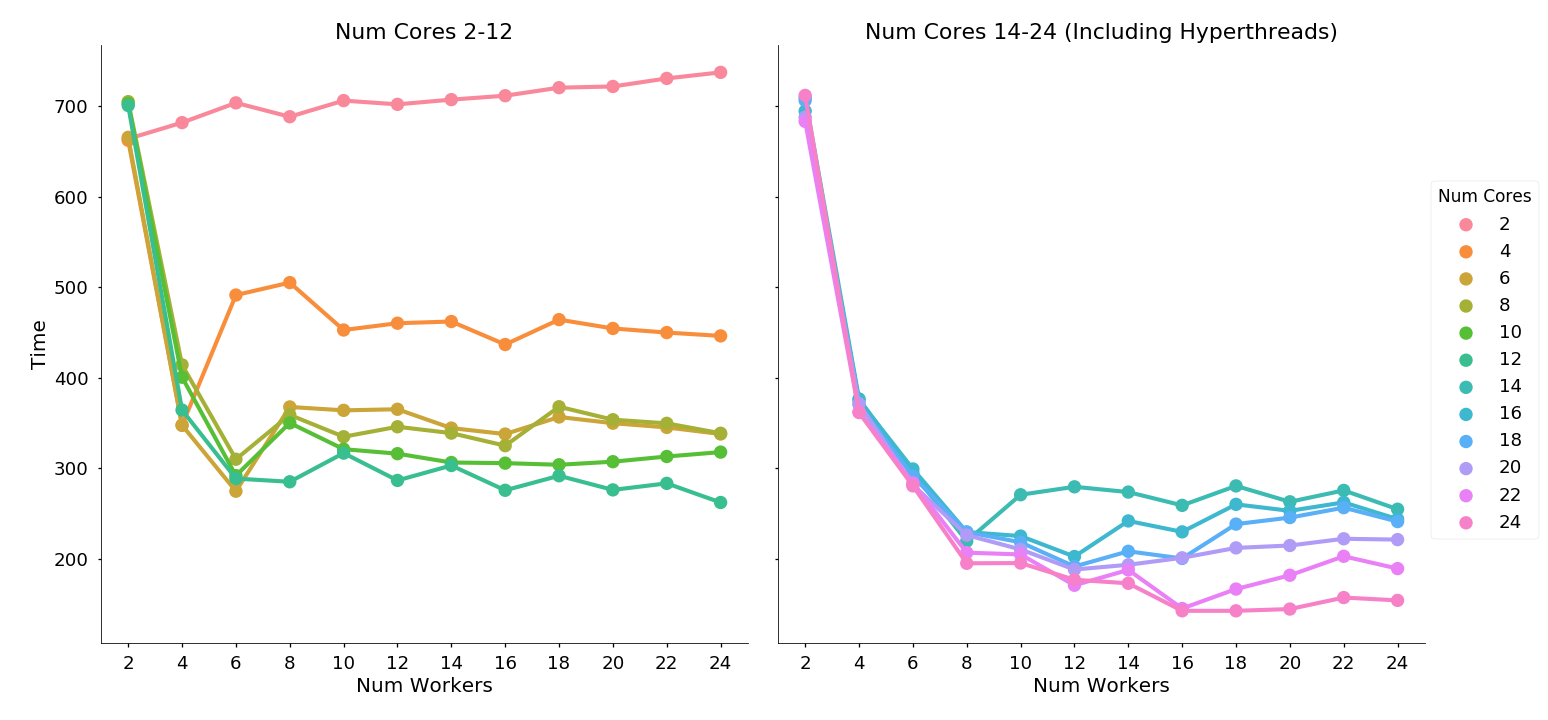 Num Cores 2-12
Num Cores 14-24 (Including Hyperthreads)
Time
700
600
500
400
300
200
2 4 6 8 10 12 14 16 18 20 22 24
Num Workers
2 4 6 8 10 12 14 16 18 20 22 24
Num Workers
Num Cores
2
4
6
8
10
12
14
16
18
20
22
24